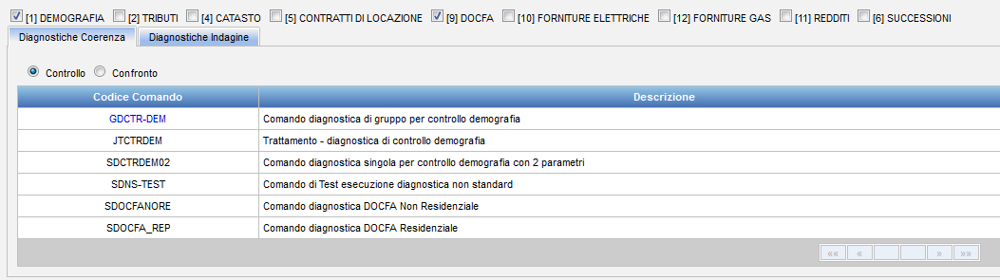 [1] DEMOGRAFIA [2] TRIBUTI [4] CATASTO [5] CONTRATTI DI LOCAZIONE [9] DOCFA [10] FORNITURE ELETTRICHE [12] FORNITURE GAS [11] REDDITI [6] SUCCESSIONI
Diagnostiche Coerenza Diagnostiche Indagine
Controllo Confronto
Codice Comando Descrizione
GDCTR-DEM Comando diagnostica di gruppo per controllo demografia
JTCTRDEM Trattamento - diagnostica di controllo demografia
SDCTRDEM02 Comando diagnostica singola per controllo demografia con 2 parametri
SDNS-TEST Comando di Test esecuzione diagnostica non standard
SDOCFANORE Comando diagnostica DOCFA Non Residenziale
SDOCFA_REP Comando diagnostica DOCFA Residenziale
«« « » »»